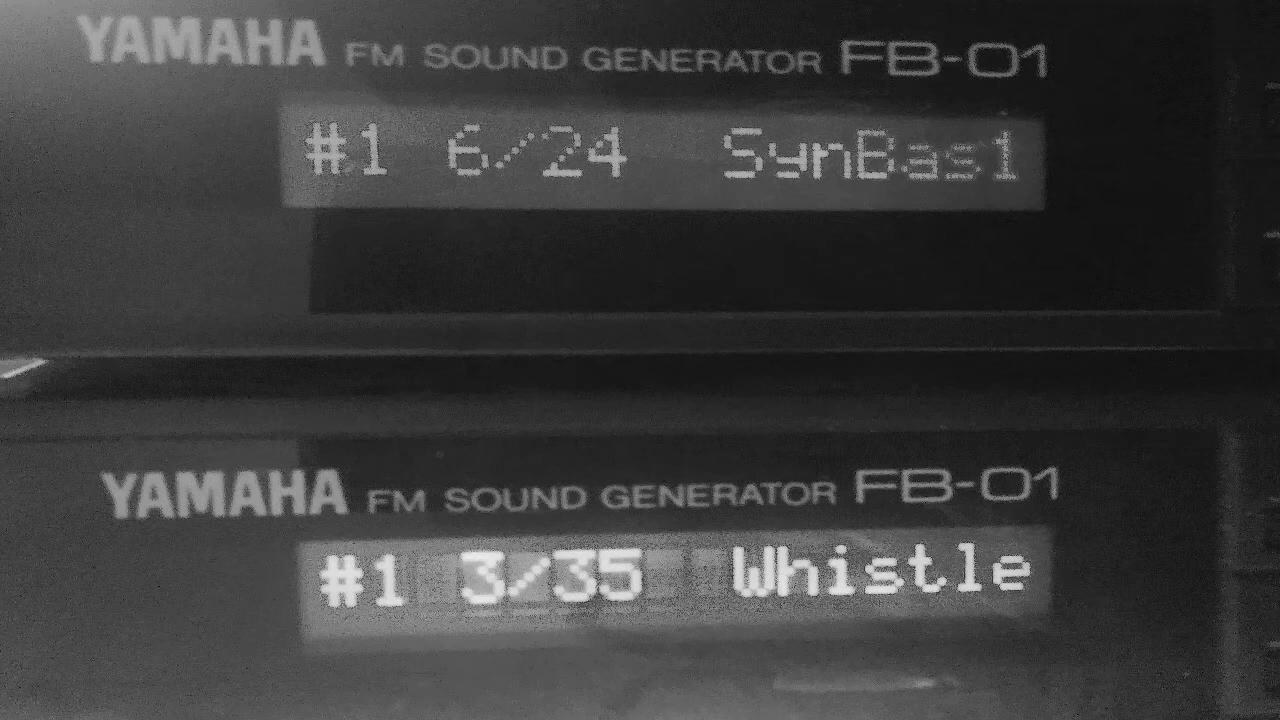 YAMAHA FM SOUND GENERATOR FB-01
#1 6/24 SynBas1
YAMAHA FM SOUND GENERATOR FB-01
#1 3/35 Whistle